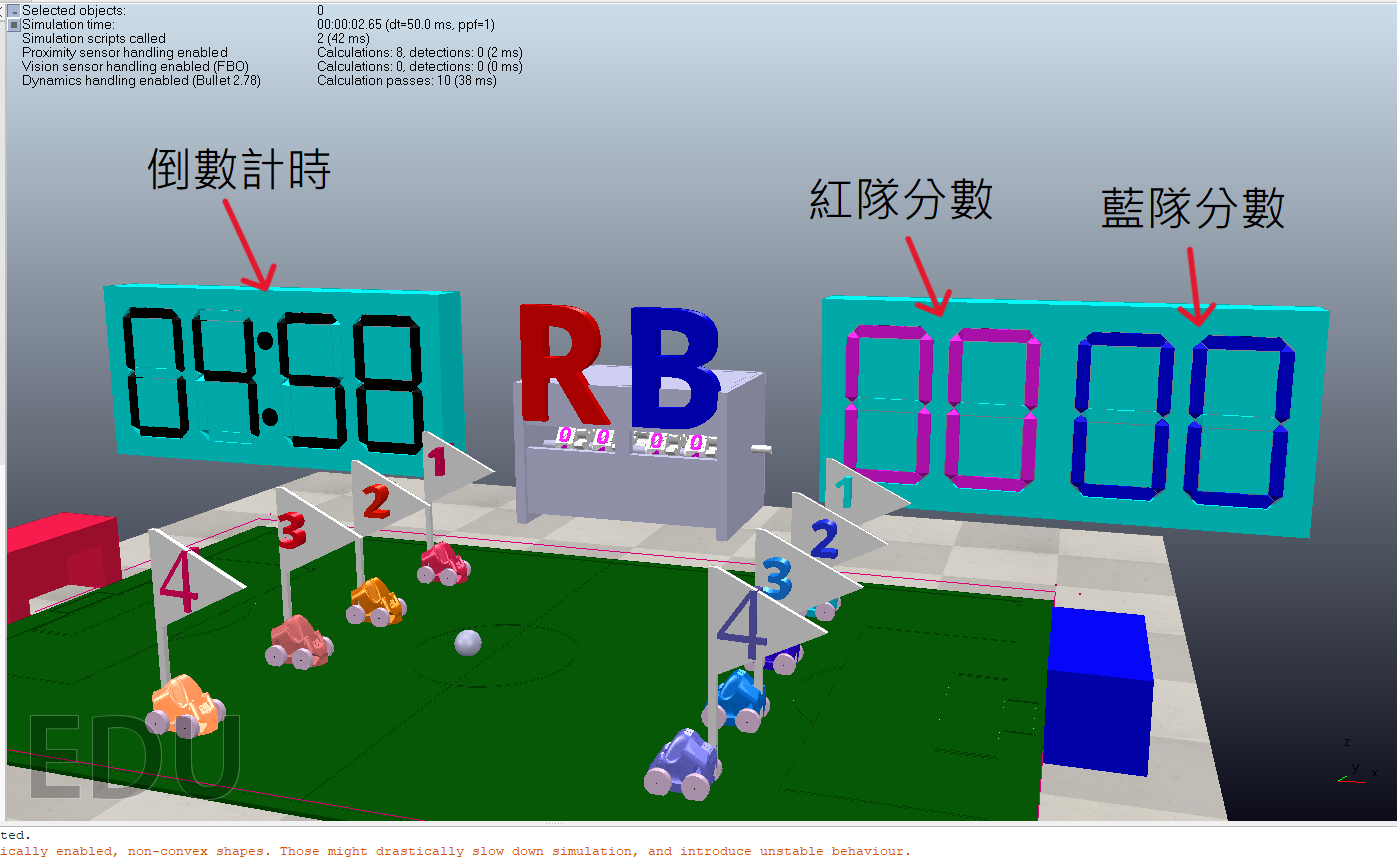 Selected objects: 0
Simulation time: 00:00:02.65 (dt=50.0 ms, ppf=1)
Simulation scripts called 2 (42 ms)
Proximity sensor handling enabled Calculations: 8, detections: 0 (2 ms)
Vision sensor handling enabled (FBO) Calculations: 0, detections: 0 (0 ms)
Dynamics handling enabled (Bullet 2.78) Calculation passes: 10 (38 ms)
倒數計時
紅隊分數
藍隊分數
04:58
R B
00 00
0 0 0 0
1
2
3
4
1
2
3
4
EDU
z
y x
ted.
ically enabled, non-convex shapes. Those might drastically slow down simulation, and introduce unstable behaviour.